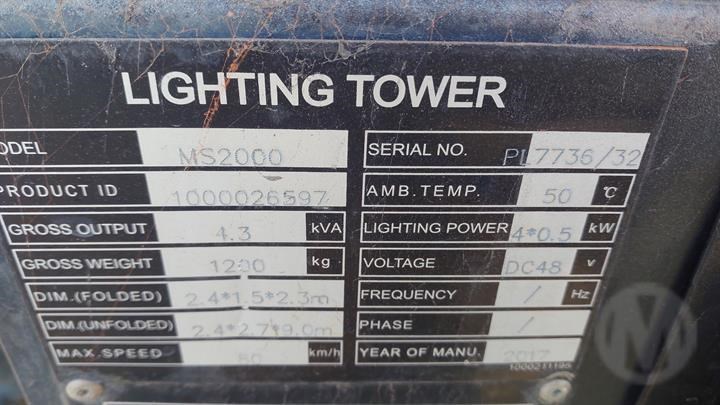 LIGHTING TOWER
ODEL MS2000
PRODUCT ID 1000026597
GROSS OUTPUT 4.3 kVA
GROSS WEIGHT 1200 kg
DIM.(FOLDED) 2.4*1.5*2.3m
DIM.(UNFOLDED) 2.4*2.7*9.0m
MAX.SPEED 80 km/h
SERIAL NO. PL7736/32
AMB.TEMP. 50 ℃
LIGHTING POWER 4*0.5 kW
VOLTAGE DC48 v
FREQUENCY / Hz
PHASE /
YEAR OF MANU. 2017
1000211195
M